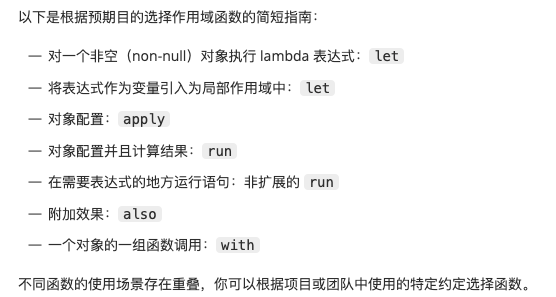 以下是根据预期目的选择作用域函数的简短指南：
— 对一个非空（non-null）对象执行 lambda 表达式： let
— 将表达式作为变量引入为局部作用域中： let
— 对象配置： apply
— 对象配置并且计算结果： run
— 在需要表达式的地方运行语句：非扩展的 run
— 附加效果： also
— 一个对象的一组函数调用： with
不同函数的使用场景存在重叠，你可以根据项目或团队中使用的特定约定选择函数。